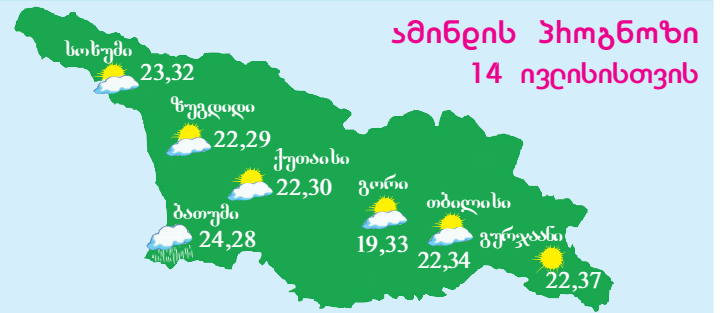 ამინდის პროგნოზი
14 ივლისისთვის
სოხუმი
23,32
ზუგდიდი
22,29
ქუთაისი
22,30
ბათუმი
24,28
გორი
19,33
თბილისი
22,34
გურჯაანი
22,37